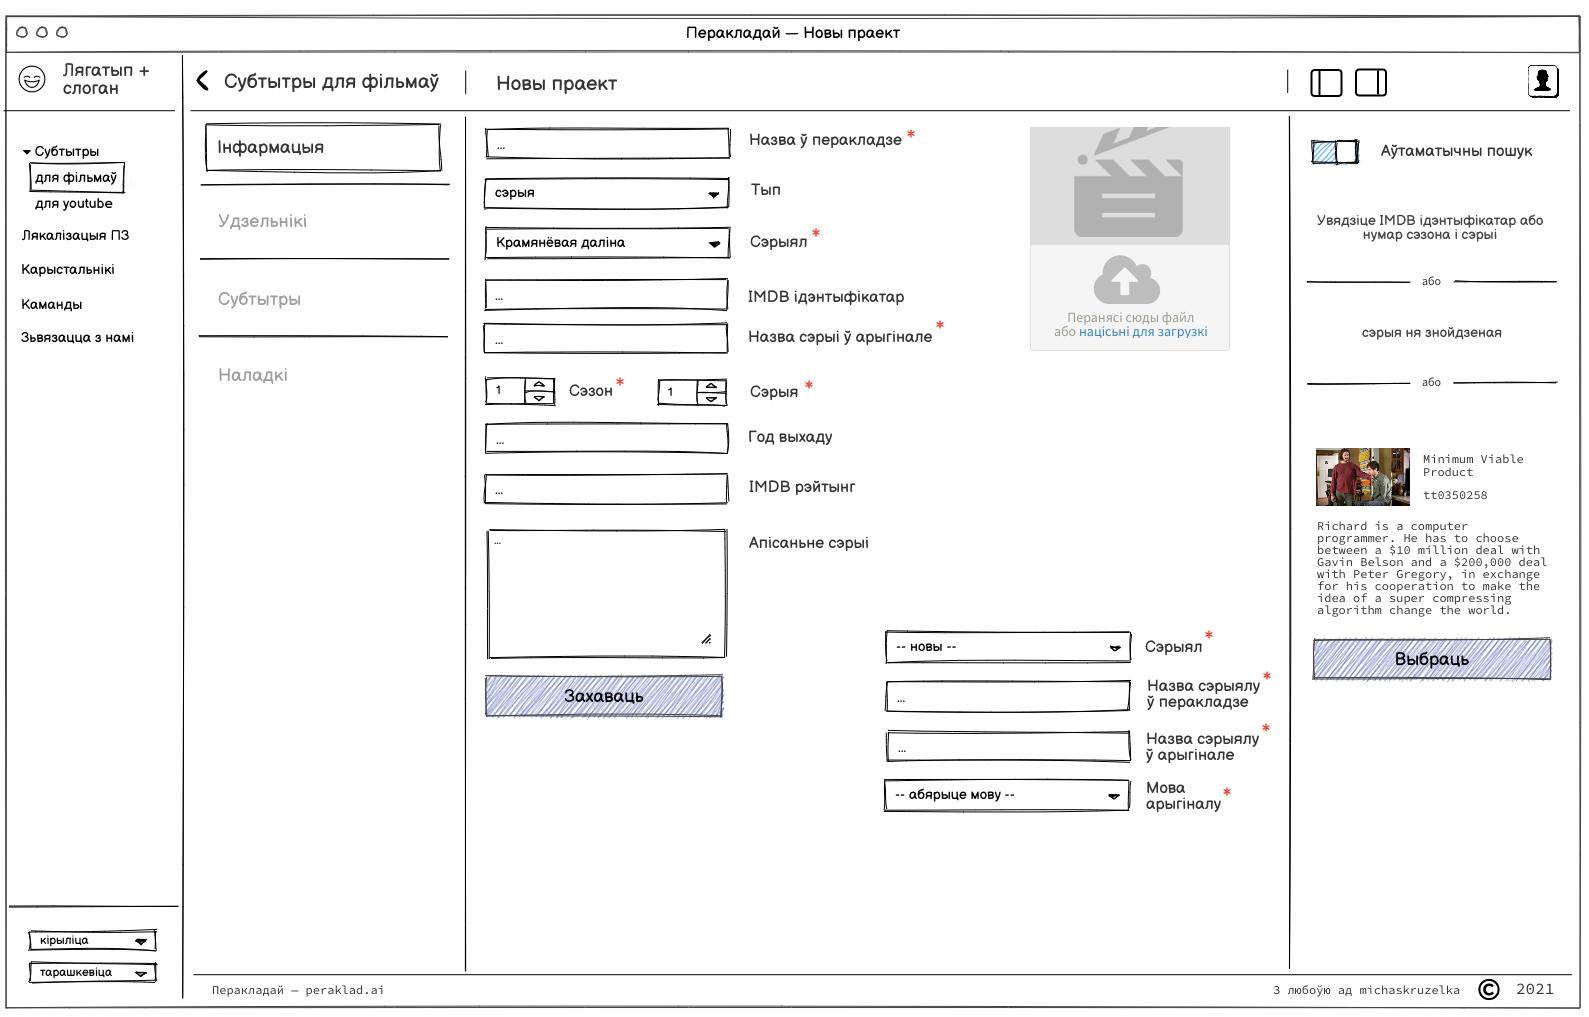 Перакладай — Новы праект
Лягатып +
слоган
Субтытры для фільмаў
Новы праект
Субтытры
для фільмаў
для youtube
Лякалізацыя ПЗ
Карыстальнікі
Каманды
Зьвязацца з намі
кірыліца
тарашкевіца
Інфармацыя
Удзельнікі
Субтытры
Наладкі
... Назва ў перакладзе *
сэрыя Тып
Крамянёвая даліна Сэрыял *
... IMDB ідэнтыфікатар
... Назва сэрыі ў арыгінале *
1 Сэзон * 1 Сэрыя *
... Год выхаду
... IMDB рэйтынг
... Апісаньне сэрыі
Захаваць
Перанясі сюды файл
або націсьні для загрузкі
-- новы -- Сэрыял *
... Назва сэрыялу *
ў перакладзе
... Назва сэрыялу *
ў арыгінале
-- абярыце мову -- Мова
арыгіналу *
Аўтаматычны пошук
Увядзіце IMDB ідэнтыфікатар або
нумар сэзона і сэрыі
або
сэрыя ня знойдзеная
або
Minimum Viable
Product
tt0350258
Richard is a computer
programmer. He has to choose
between a $10 million deal with
Gavin Belson and a $200,000 deal
with Peter Gregory, in exchange
for his cooperation to make the
idea of a super compressing
algorithm change the world.
Выбраць
Перакладай — peraklad.ai
З любоўю ад michaskruzelka © 2021